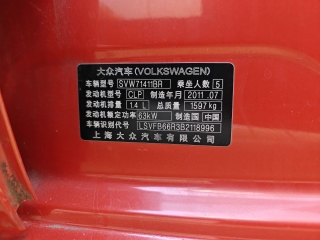 大众汽车(VOLKSWAGEN)
车辆型号 SVW71411BR 乘坐人数 5
发动机型号 CLP 制造年月 2011.07
发动机排量 1.4 L 总质量 1597kg
发动机额定功率 63kW 制造国 中国
车辆识别代号 LSVFB66R3B2118996
上海大众汽车有限公司